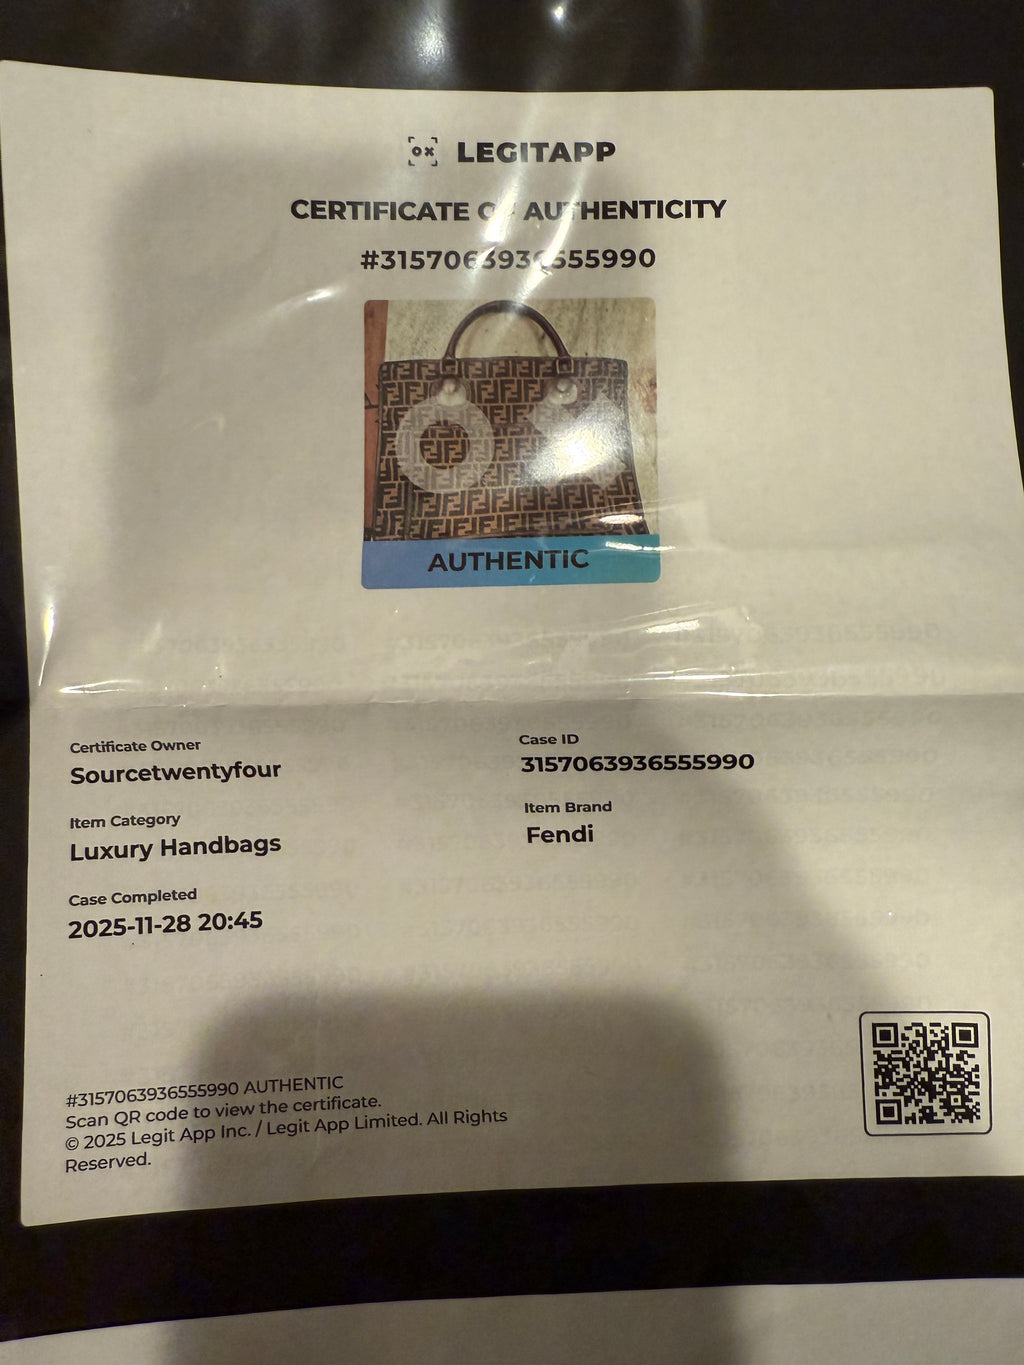 LEGITAPP
CERTIFICATE OF AUTHENTICITY
#3157063936555990
AUTHENTIC
Certificate Owner
Sourcetwentyfour
Case ID
3157063936555990
Item Category
Luxury Handbags
Item Brand
Fendi
Case Completed
2025-11-28 20:45
#3157063936555990 AUTHENTIC
Scan QR code to view the certificate.
© 2025 Legit App Inc. / Legit App Limited. All Rights
Reserved.